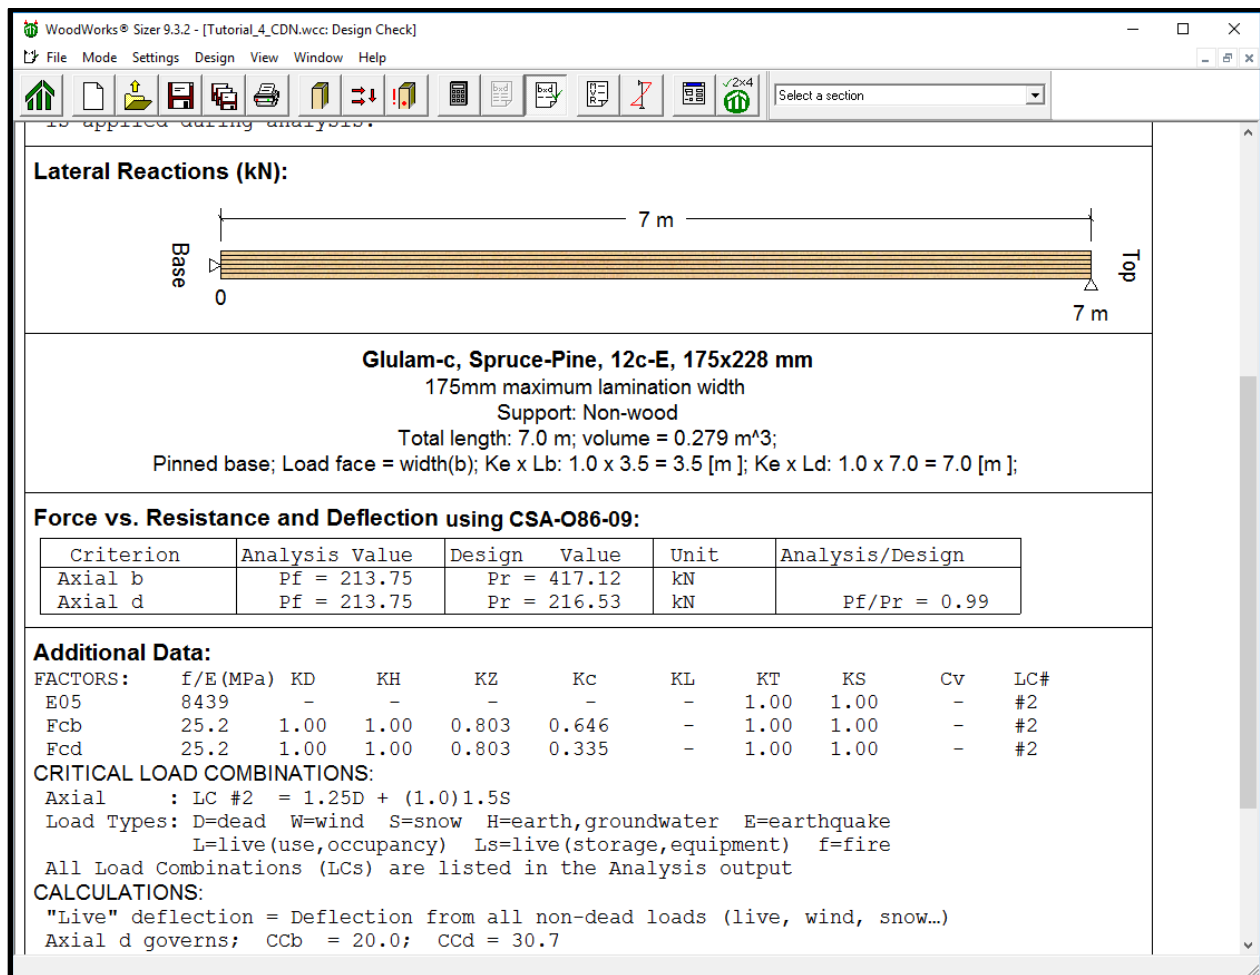 WoodWorks® Sizer 9.3.2 - [Tutorial_4_CDN.wcc: Design Check]
File Mode Settings Design View Window Help
bxd bxd M V R 2x4 Select a section
is applied during analysis.
Lateral Reactions (kN):
7 m
Base
Top
0
7 m
Glulam-c, Spruce-Pine, 12c-E, 175x228 mm
175mm maximum lamination width
Support: Non-wood
Total length: 7.0 m; volume = 0.279 m^3;
Pinned base; Load face = width(b); Ke x Lb: 1.0 x 3.5 = 3.5 [m ]; Ke x Ld: 1.0 x 7.0 = 7.0 [m ];
Force vs. Resistance and Deflection using CSA-O86-09:
Criterion Analysis Value Design Value Unit Analysis/Design
Axial b Pf = 213.75 Pr = 417.12 kN
Axial d Pf = 213.75 Pr = 216.53 kN Pf/Pr = 0.99
Additional Data:
FACTORS: f/E(MPa) KD KH KZ Kc KL KT KS Cv LC#
E05 8439 - - - - - 1.00 1.00 - #2
Fcb 25.2 1.00 1.00 0.803 0.646 - 1.00 1.00 - #2
Fcd 25.2 1.00 1.00 0.803 0.335 - 1.00 1.00 - #2
CRITICAL LOAD COMBINATIONS:
Axial : LC #2 = 1.25D + (1.0)1.5S
Load Types: D=dead W=wind S=snow H=earth,groundwater E=earthquake
L=live(use,occupancy) Ls=live(storage,equipment) f=fire
All Load Combinations (LCs) are listed in the Analysis output
CALCULATIONS:
"Live" deflection = Deflection from all non-dead loads (live, wind, snow…)
Axial d governs; CCb = 20.0; CCd = 30.7